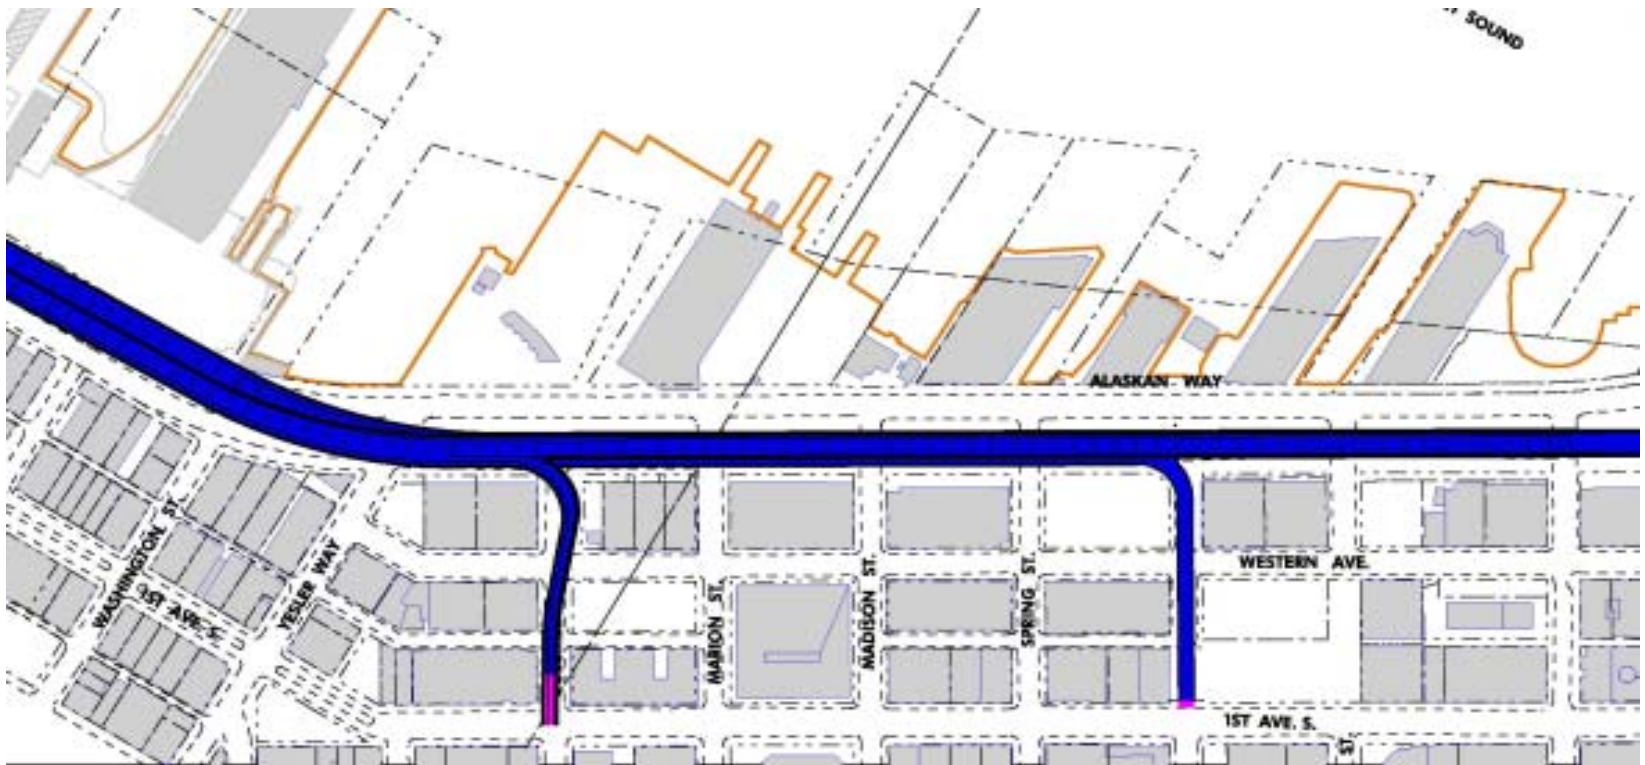 SOUND
ALASKAN WAY
WESTERN AVE.
WASHINGTON ST.
1ST AVE. S.
YESLER WAY
MARION ST.
MADISON ST.
SPRING ST.
1ST AVE. S.
ST.